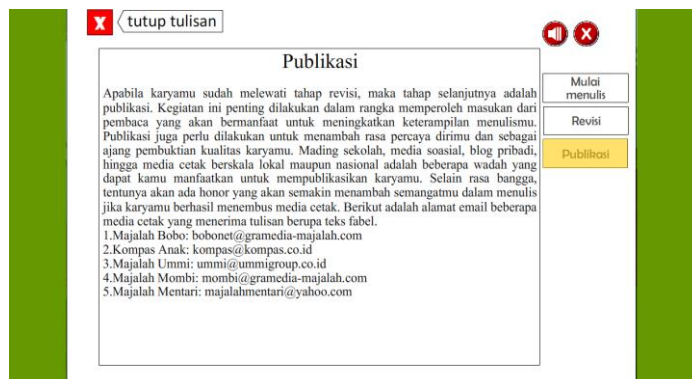 X tutup tulisan
X
Publikasi
Apabila karyamu sudah melewati tahap revisi, maka tahap selanjutnya adalah
publikasi. Kegiatan ini penting dilakukan dalam rangka memperoleh masukan dari
pembaca yang akan bermanfaat untuk meningkatkan keterampilan menulismu.
Publikasi juga perlu dilakukan untuk menambah rasa percaya dirimu dan sebagai
ajang pembuktian kualitas karyamu. Mading sekolah, media soasial, blog pribadi,
hingga media cetak berskala lokal maupun nasional adalah beberapa wadah yang
dapat kamu manfaatkan untuk mempublikasikan karyamu. Selain rasa bangga,
tentunya akan ada honor yang akan semakin menambah semangatmu dalam menulis
jika karyamu berhasil menembus media cetak. Berikut adalah alamat email beberapa
media cetak yang menerima tulisan berupa teks fabel.
1.Majalah Bobo: bobonet@gramedia-majalah.com
2.Kompas Anak: kompas@kompas.co.id
3.Majalah Ummi: ummi@ummigroup.co.id
4.Majalah Mombi: mombi@gramedia-majalah.com
5.Majalah Mentari: majalahmentari@yahoo.com
Mulai
menulis
Revisi
Publikasi